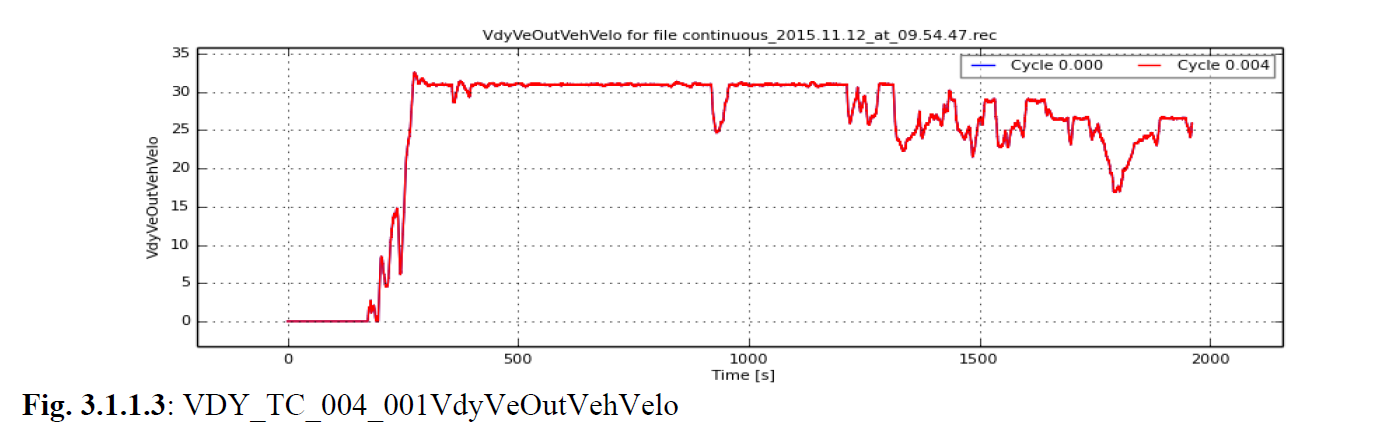 VdyVeOutVehVelo for file continuous_2015.11.12_at_09.54.47.rec
Cycle 0.000 Cycle 0.004
VdyVeOutVehVelo
35
30
25
20
15
10
5
0
0 500 1000 1500 2000
Time [s]
Fig. 3.1.1.3: VDY_TC_004_001VdyVeOutVehVelo